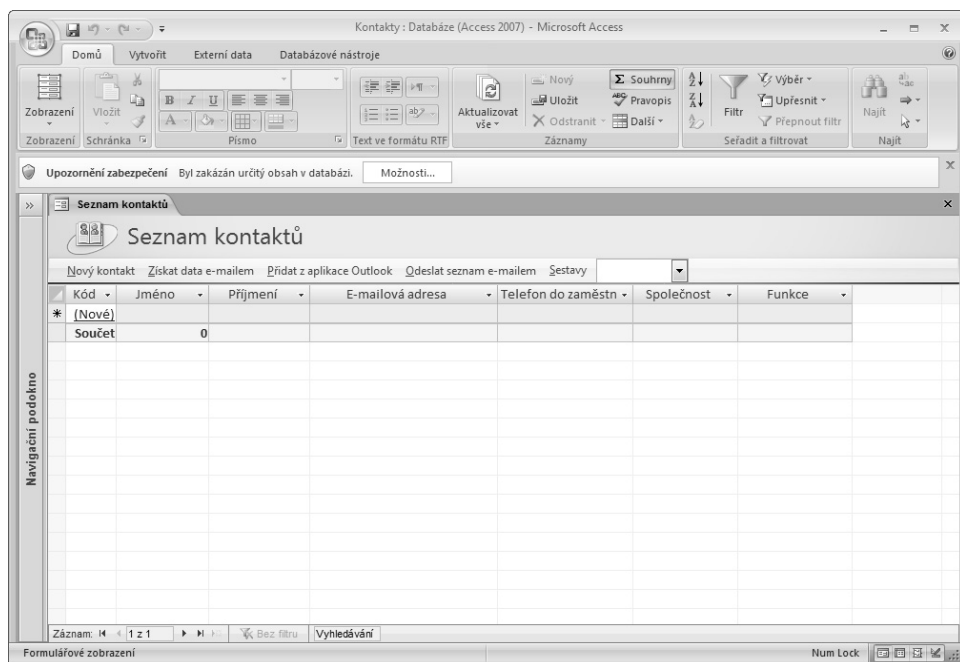 Kontakty : Databáze (Access 2007) - Microsoft Access
Domů Vytvořit Externí data Databázové nástroje
Zobrazení
Vložit
B I U
A
ab
Aktualizovat vše
Nový
Uložit
Odstranit
Σ Souhrny
Pravopis
Další
Filtr
Výběr
Upřesnit
Přepnout filtr
Najít
Zobrazení Schránka Písmo Text ve formátu RTF Záznamy Seřadit a filtrovat Najít
Upozornění zabezpečení Byl zakázán určitý obsah v databázi. Možnosti...
Seznam kontaktů
Seznam kontaktů
Nový kontakt Získat data e-mailem Přidat z aplikace Outlook Odeslat seznam e-mailem Sestavy
Kód Jméno Příjmení E-mailová adresa Telefon do zaměstn Společnost Funkce
* (Nové)
Součet 0
Navigační podokno
Záznam: 1 z 1 Bez filtru Vyhledávání
Formulářové zobrazení Num Lock